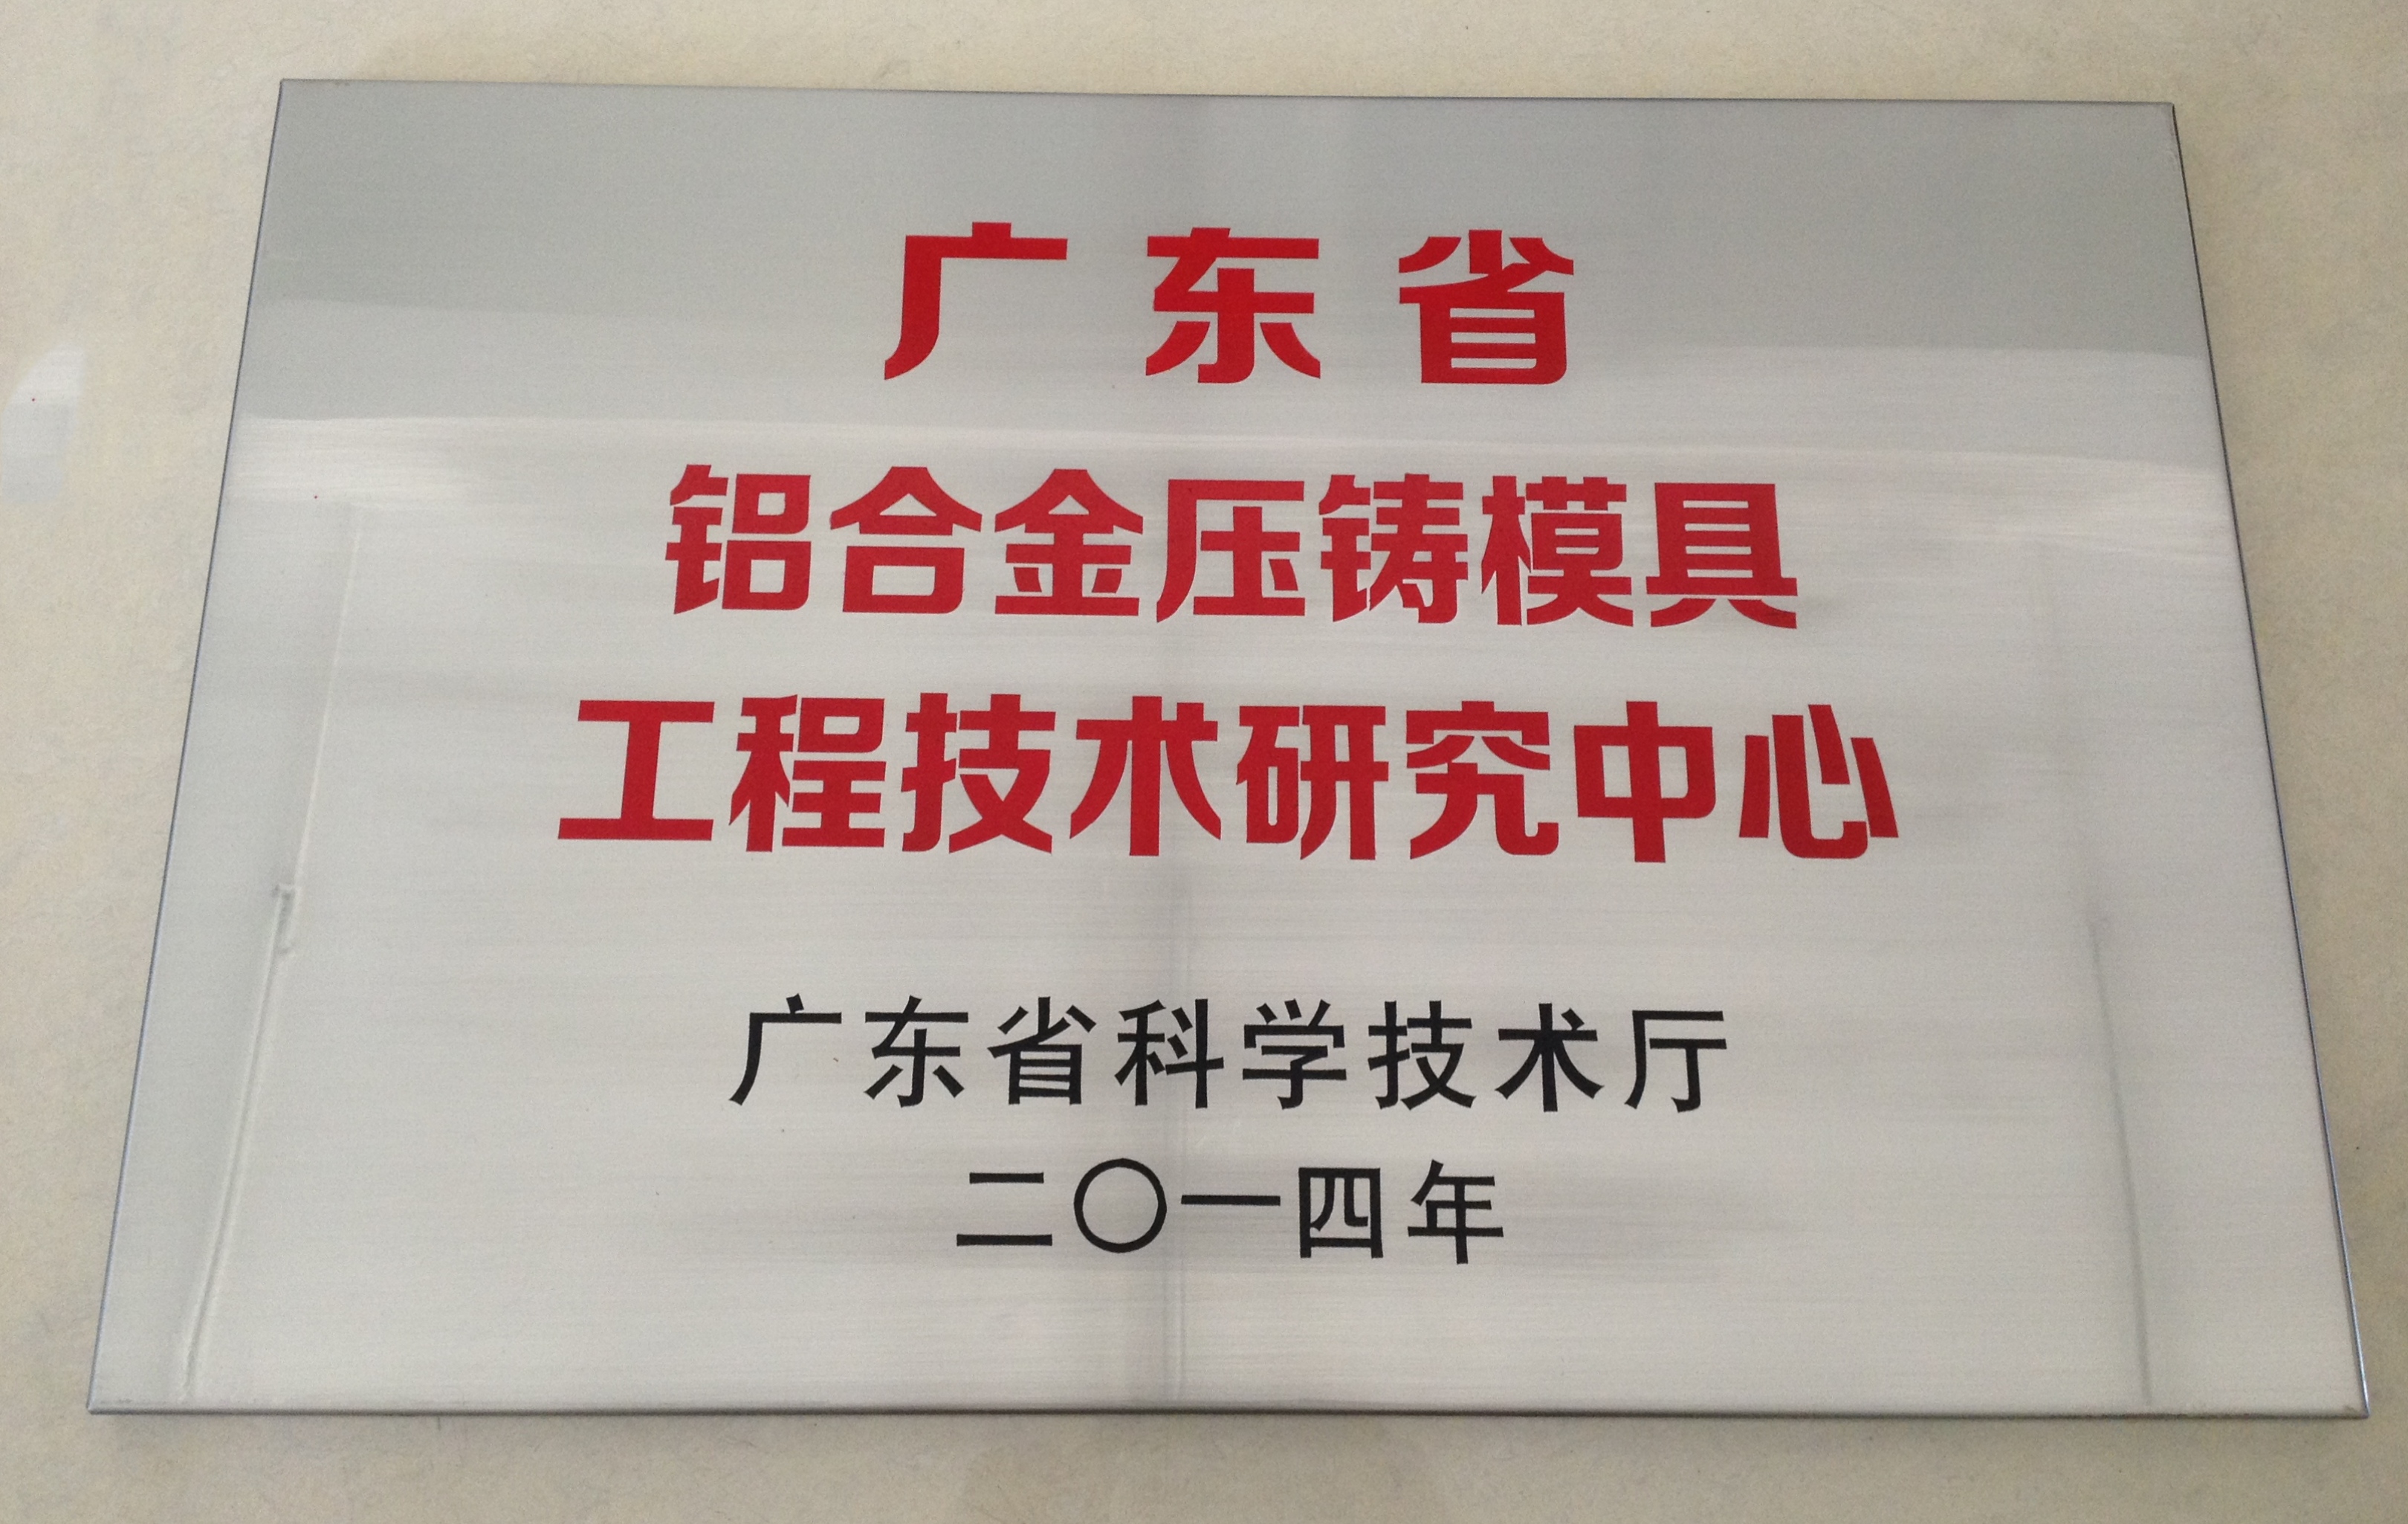 广东省
铝合金压铸模具
工程技术研究中心
广东省科学技术厅
二〇一四年